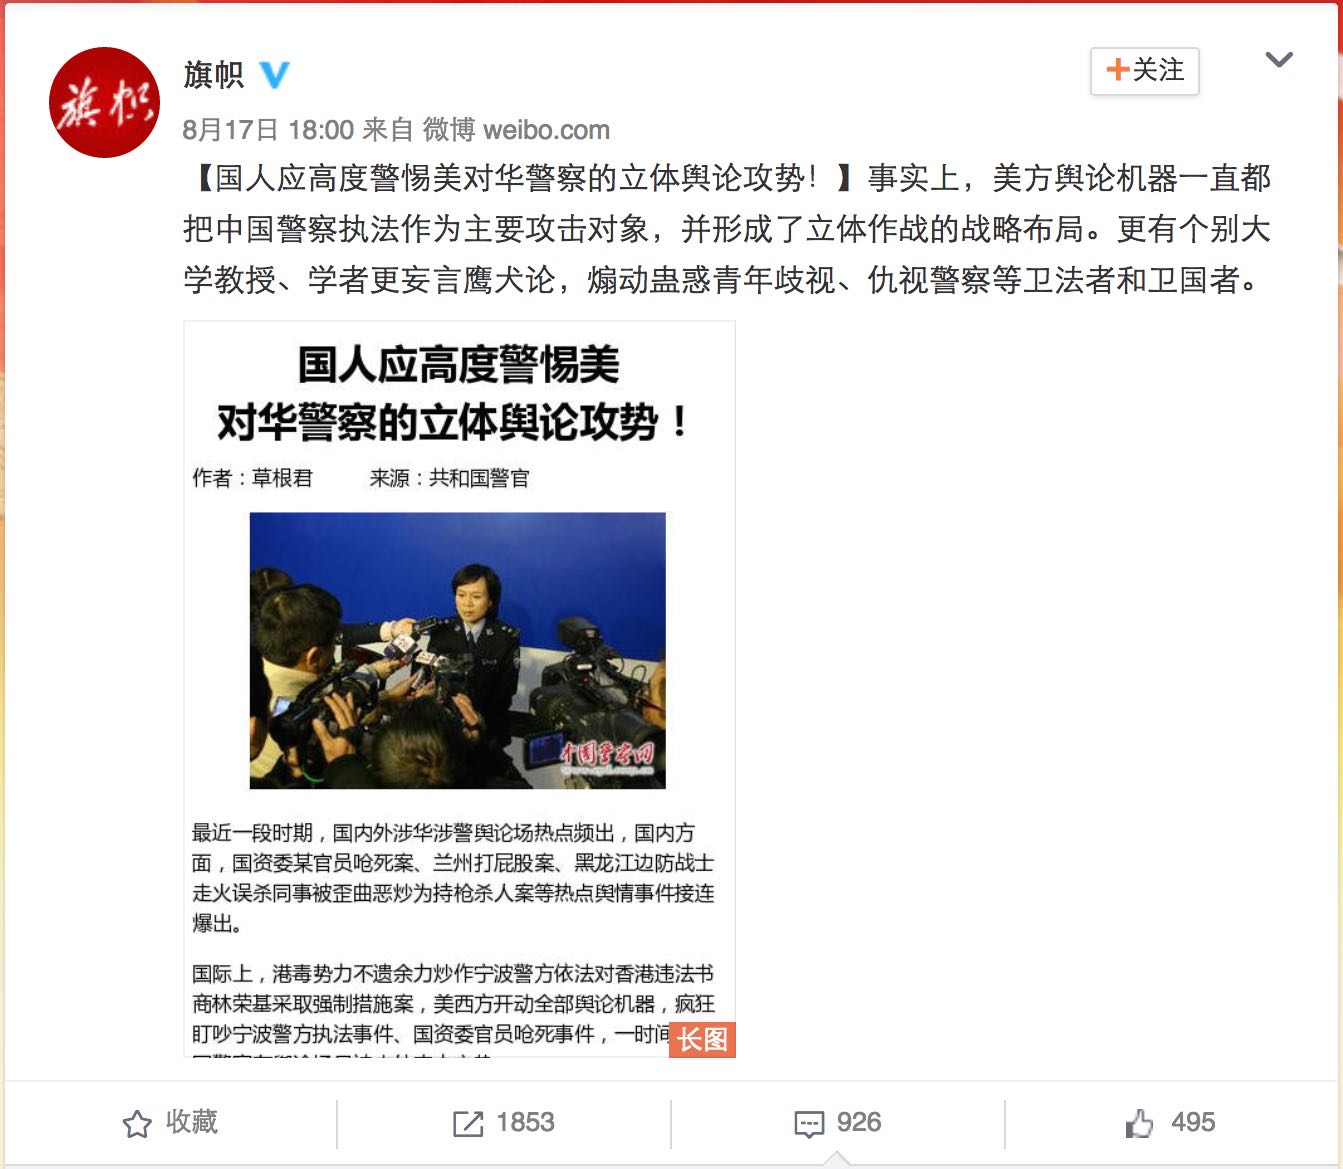 旗帜
旗帜
+关注
8月17日 18:00 来自 微博 weibo.com
【国人应高度警惕美对华警察的立体舆论攻势！】事实上，美方舆论机器一直都
把中国警察执法作为主要攻击对象，并形成了立体作战的战略布局。更有个别大
学教授、学者更妄言鹰犬论，煽动蛊惑青年歧视、仇视警察等卫法者和卫国者。
国人应高度警惕美
对华警察的立体舆论攻势！
作者：草根君 来源：共和国警官
中国警察网
最近一段时期，国内外涉华涉警舆论场热点频出，国内方
面，国资委某官员呛死案、兰州打屁股案、黑龙江边防战士
走火误杀同事被歪曲恶炒为持枪杀人案等热点舆情事件接连
爆出。
国际上，港毒势力不遗余力炒作宁波警方依法对香港违法书
商林荣基采取强制措施案，美西方开动全部舆论机器，疯狂
盯吵宁波警方执法事件、国资委官员呛死事件，一时间
长图
收藏
1853
926
495